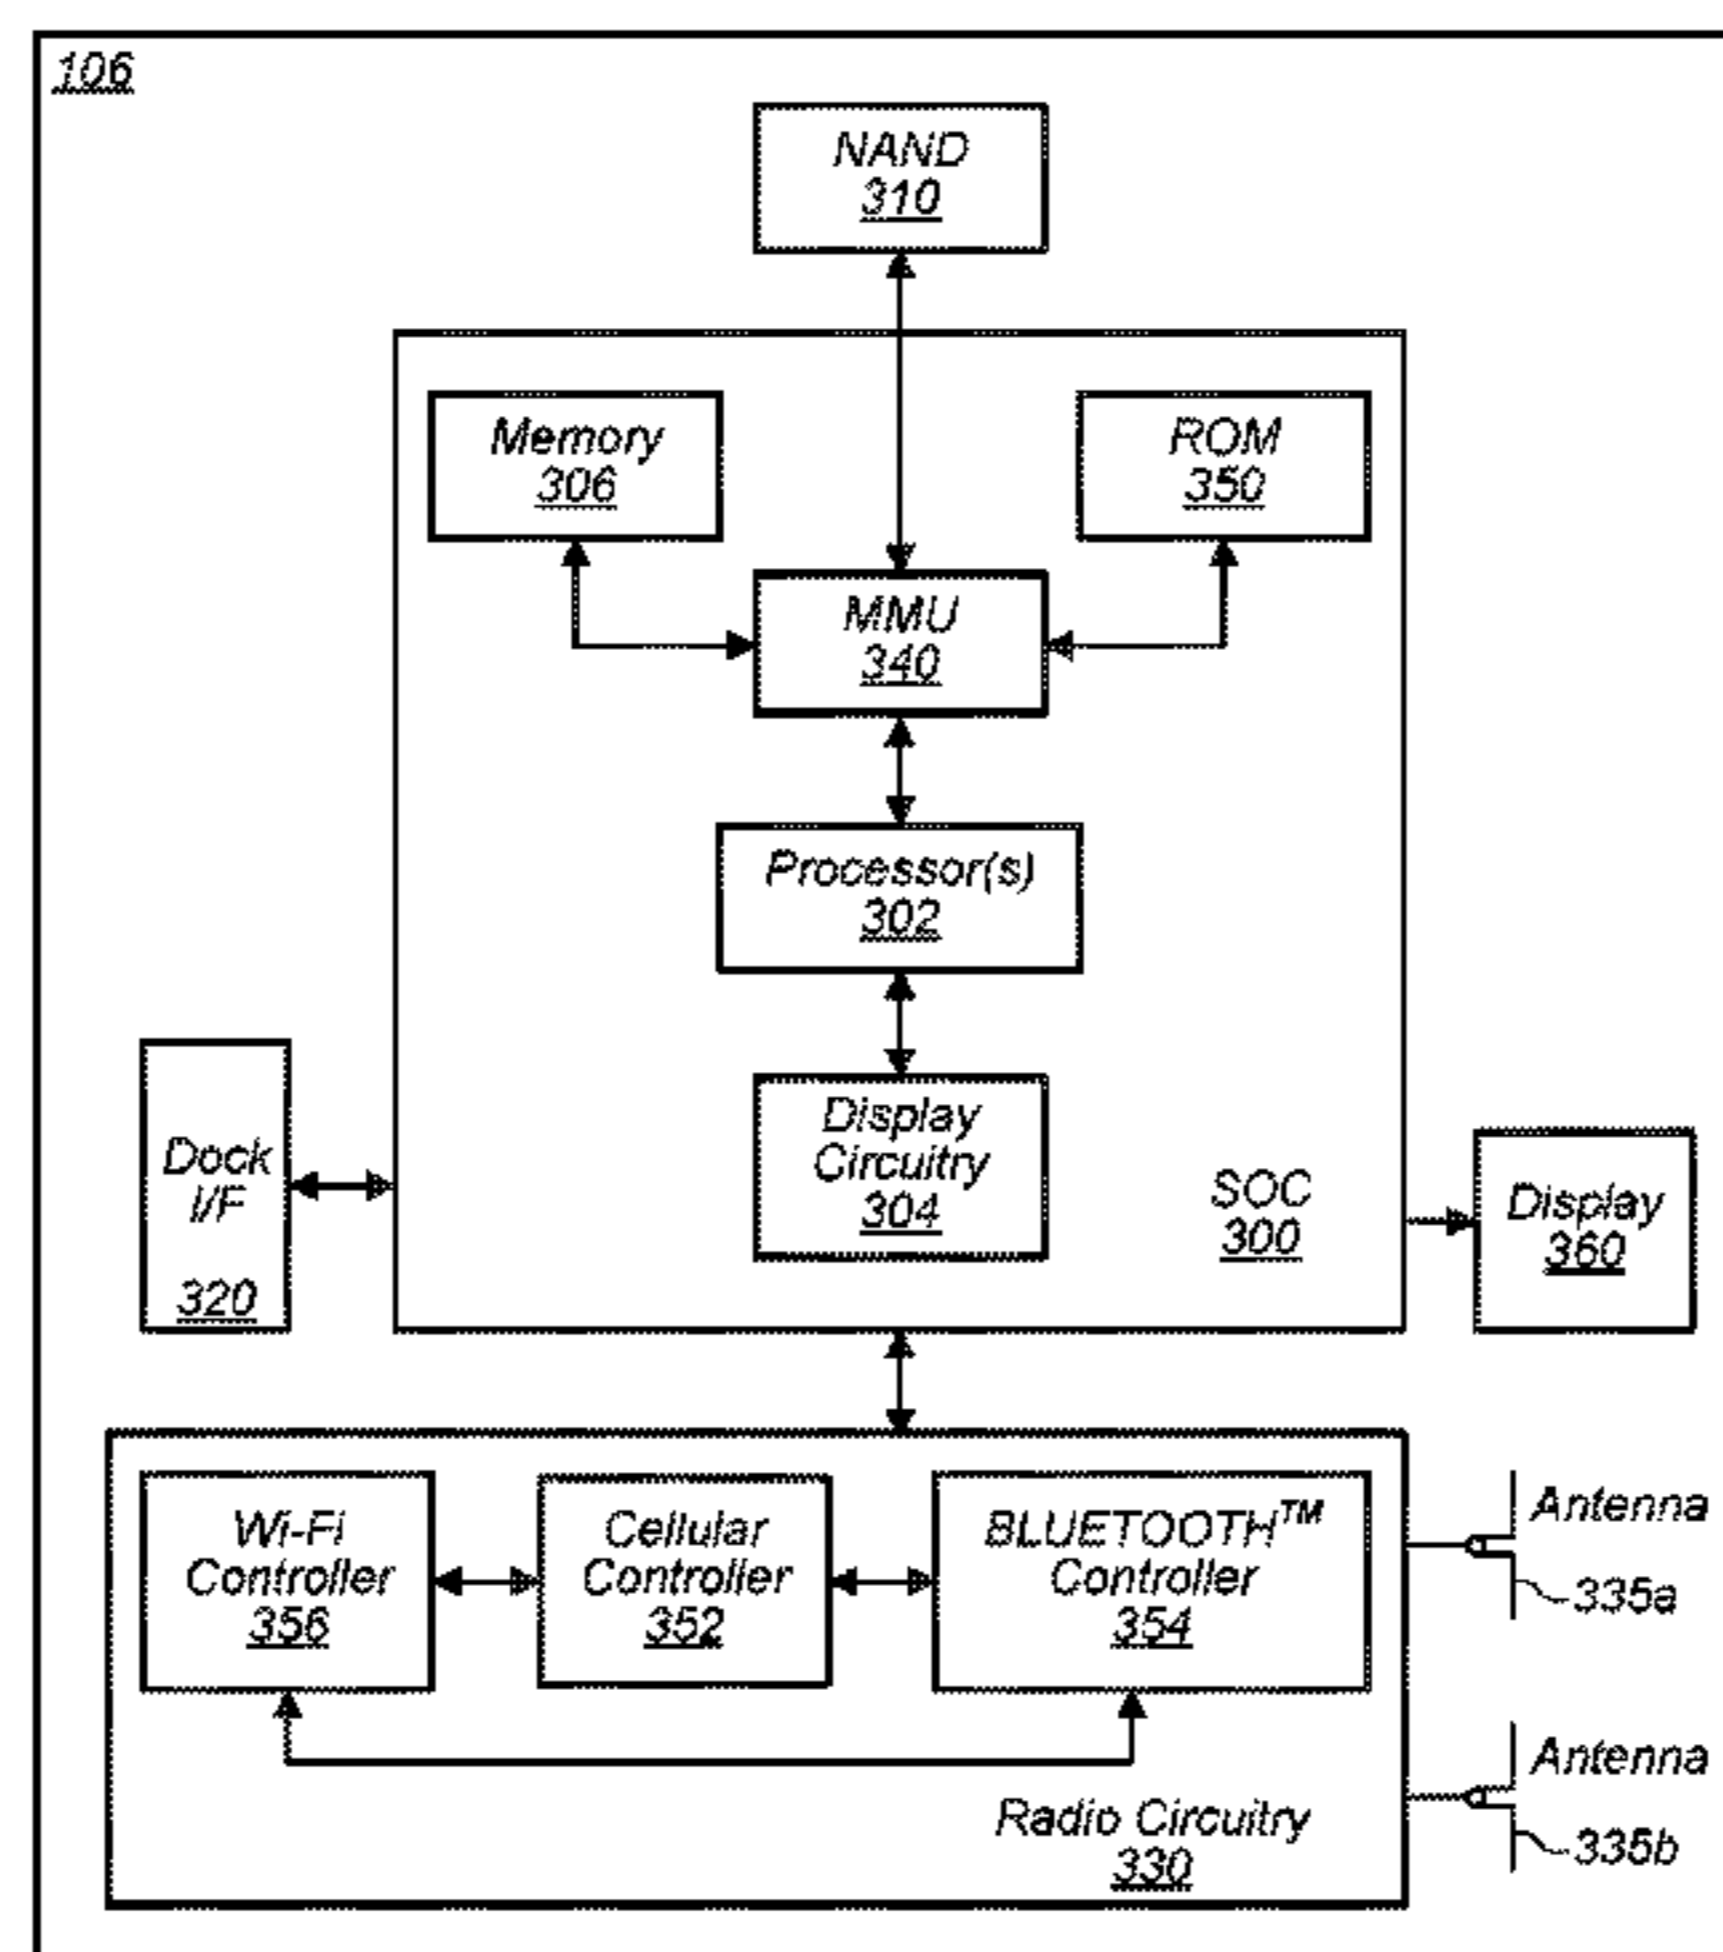 106
NAND
310
Memory
306
ROM
350
MMU
340
Processor(s)
302
Display
Circuitry
304
Dock
I/F
320
SOC
300
Display
360
Wi-Fi
Controller
356
Cellular
Controller
352
BLUETOOTH™
Controller
354
Antenna
335a
Antenna
335b
Radio Circuitry
330